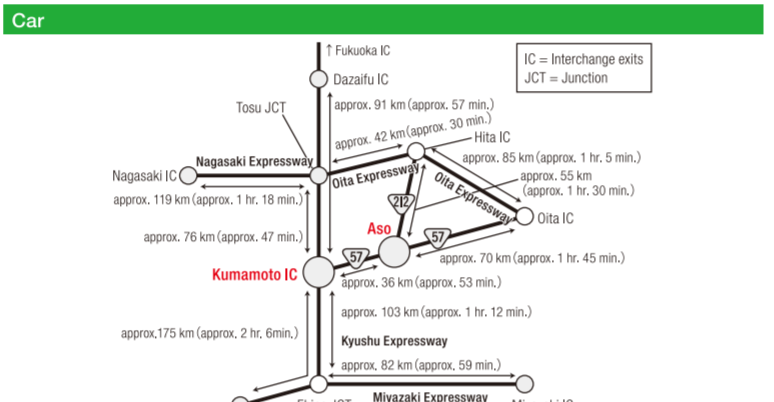 Car
↑ Fukuoka IC
IC = Interchange exits
JCT = Junction
Dazaifu IC
Tosu JCT
approx. 91 km (approx. 57 min.)
approx. 42 km (approx. 30 min.)
Hita IC
Nagasaki Expressway
approx. 85 km (approx. 1 hr. 5 min.)
Nagasaki IC
Oita Expressway
Oita Expressway
approx. 55 km
(approx. 1 hr. 30 min.)
approx. 119 km (approx. 1 hr. 18 min.)
212
Oita IC
Aso
57
approx. 76 km (approx. 47 min.)
57
approx. 70 km (approx. 1 hr. 45 min.)
Kumamoto IC
approx. 36 km (approx. 53 min.)
approx. 103 km (approx. 1 hr. 12 min.)
approx.175 km (approx. 2 hr. 6min.)
Kyushu Expressway
approx. 82 km (approx. 59 min.)
Miyazaki Expressway